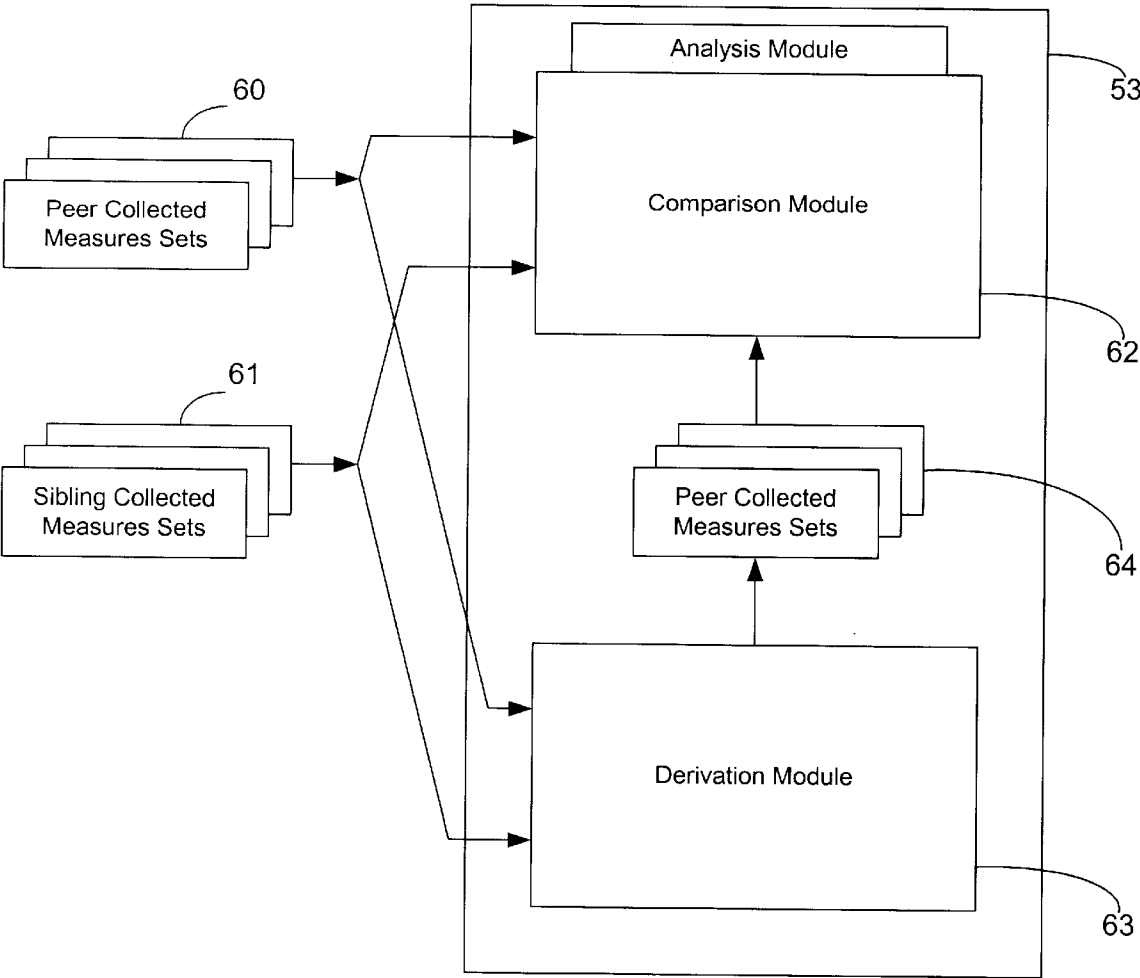 Analysis Module
53
60
Peer Collected
Measures Sets
Comparison Module
62
61
Sibling Collected
Measures Sets
Peer Collected
Measures Sets
64
Derivation Module
63